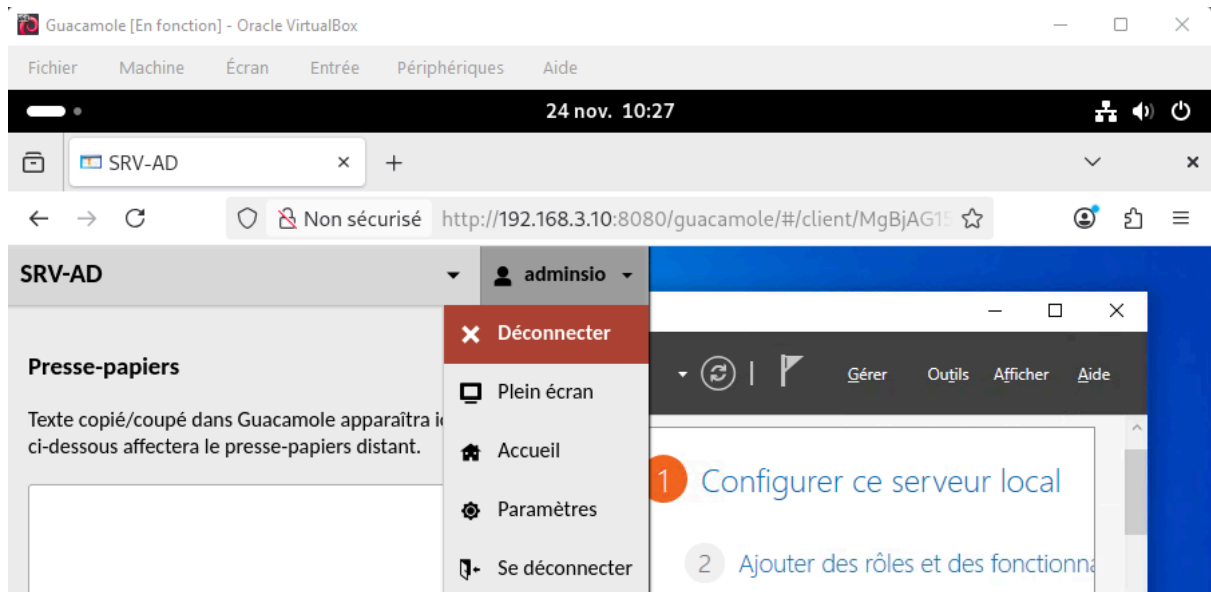 Guacamole [En fonction] - Oracle VirtualBox
Fichier Machine Écran Entrée Périphériques Aide
24 nov. 10:27
SRV-AD
Non sécurisé http://192.168.3.10:8080/guacamole/#/client/MgBjAG15
SRV-AD adminsio
Déconnecter
Presse-papiers
Gérer Outils Afficher Aide
Plein écran
Texte copié/coupé dans Guacamole apparaîtra
ci-dessous affectera le presse-papiers distant.
Accueil
1 Configurer ce serveur local
Paramètres
2 Ajouter des rôles et des
Se déconnecter